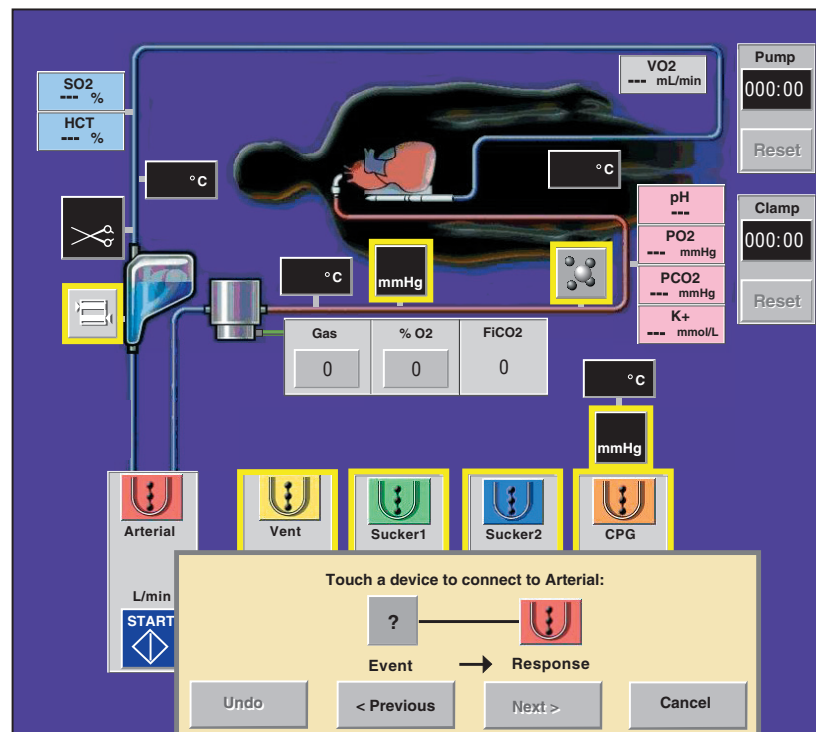 VO2
--- mL/min
Pump
000:00
Reset
SO2
--- %
HCT
--- %
°C
°C
pH
---
PO2
--- mmHg
PCO2
--- mmHg
K+
--- mmol/L
Clamp
000:00
Reset
°C
mmHg
Gas
% O2
FiCO2
0
0
0
°C
mmHg
Arterial
Vent
Sucker1
Sucker2
CPG
L/min
START
Touch a device to connect to Arterial:
?
Event → Response
Undo
< Previous
Next >
Cancel